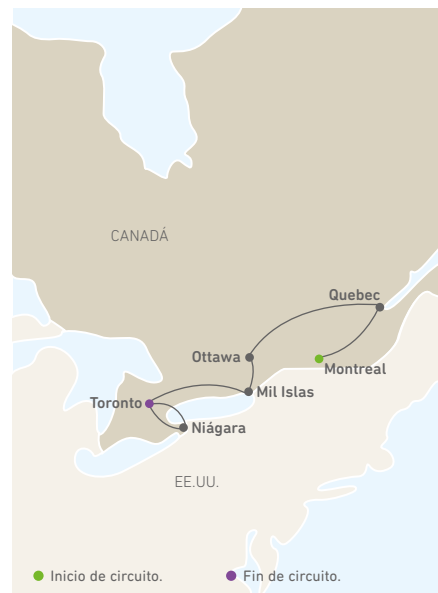 CANADÁ
Quebec
Ottawa
Montreal
Mil Islas
Toronto
Niágara
EE.UU.
Inicio de circuito.
Fin de circuito.